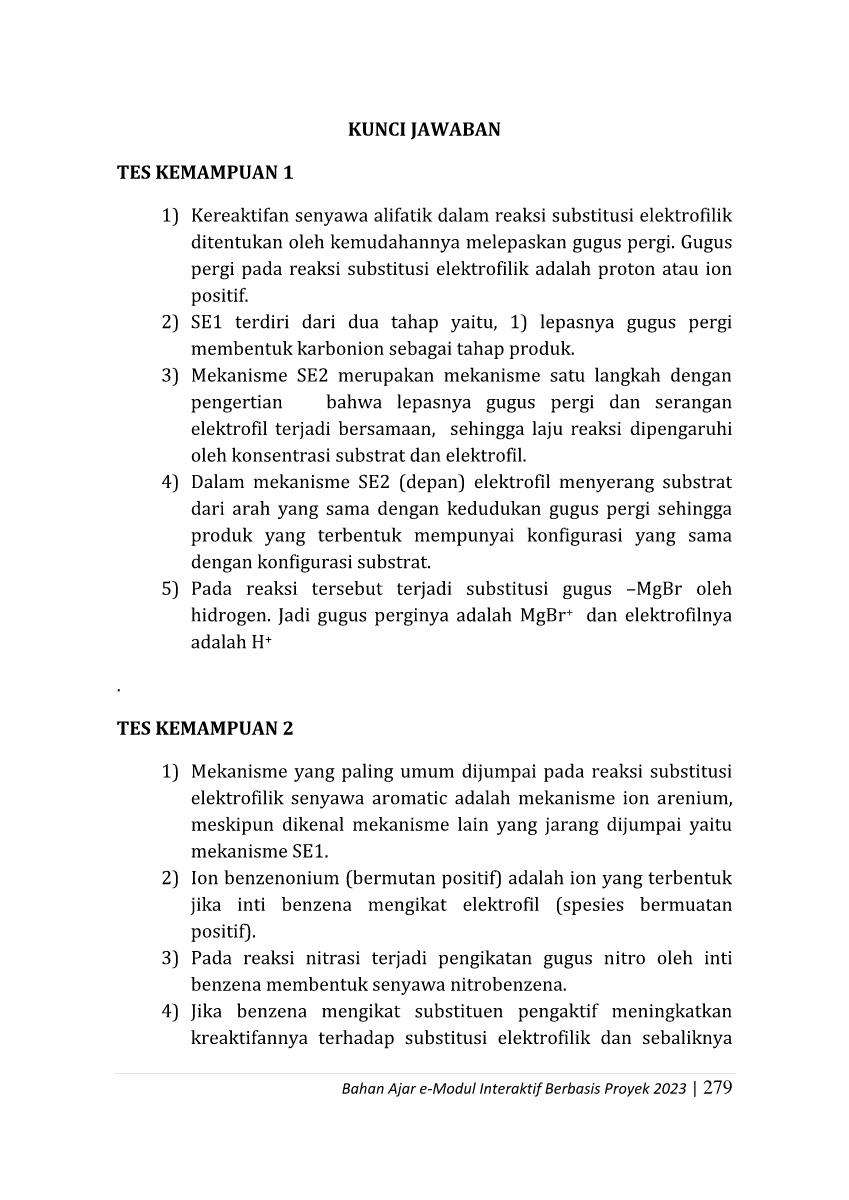 KUNCI JAWABAN
TES KEMAMPUAN 1
1) Kereaktifan senyawa alifatik dalam reaksi substitusi elektrofilik
ditentukan oleh kemudahannya melepaskan gugus pergi. Gugus
pergi pada reaksi substitusi elektrofilik adalah proton atau ion
positif.
2) SE1 terdiri dari dua tahap yaitu, 1) lepasnya gugus pergi
membentuk karbonion sebagai tahap produk.
3) Mekanisme SE2 merupakan mekanisme satu langkah dengan
pengertian bahwa lepasnya gugus pergi dan serangan
elektrofil terjadi bersamaan, sehingga laju reaksi dipengaruhi
oleh konsentrasi substrat dan elektrofil.
4) Dalam mekanisme SE2 (depan) elektrofil menyerang substrat
dari arah yang sama dengan kedudukan gugus pergi sehingga
produk yang terbentuk mempunyai konfigurasi yang sama
dengan konfigurasi substrat.
5) Pada reaksi tersebut terjadi substitusi gugus –MgBr oleh
hidrogen. Jadi gugus perginya adalah MgBr⁺ dan elektrofilnya
adalah H⁺
.
TES KEMAMPUAN 2
1) Mekanisme yang paling umum dijumpai pada reaksi substitusi
elektrofilik senyawa aromatic adalah mekanisme ion arenium,
meskipun dikenal mekanisme lain yang jarang dijumpai yaitu
mekanisme SE1.
2) Ion benzenonium (bermutan positif) adalah ion yang terbentuk
jika inti benzena mengikat elektrofil (spesies bermuatan
positif).
3) Pada reaksi nitrasi terjadi pengikatan gugus nitro oleh inti
benzena membentuk senyawa nitrobenzena.
4) Jika benzena mengikat substituen pengaktif meningkatkan
kreaktifannya terhadap substitusi elektrofilik dan sebaliknya
Bahan Ajar e-Modul Interaktif Berbasis Proyek 2023 | 279